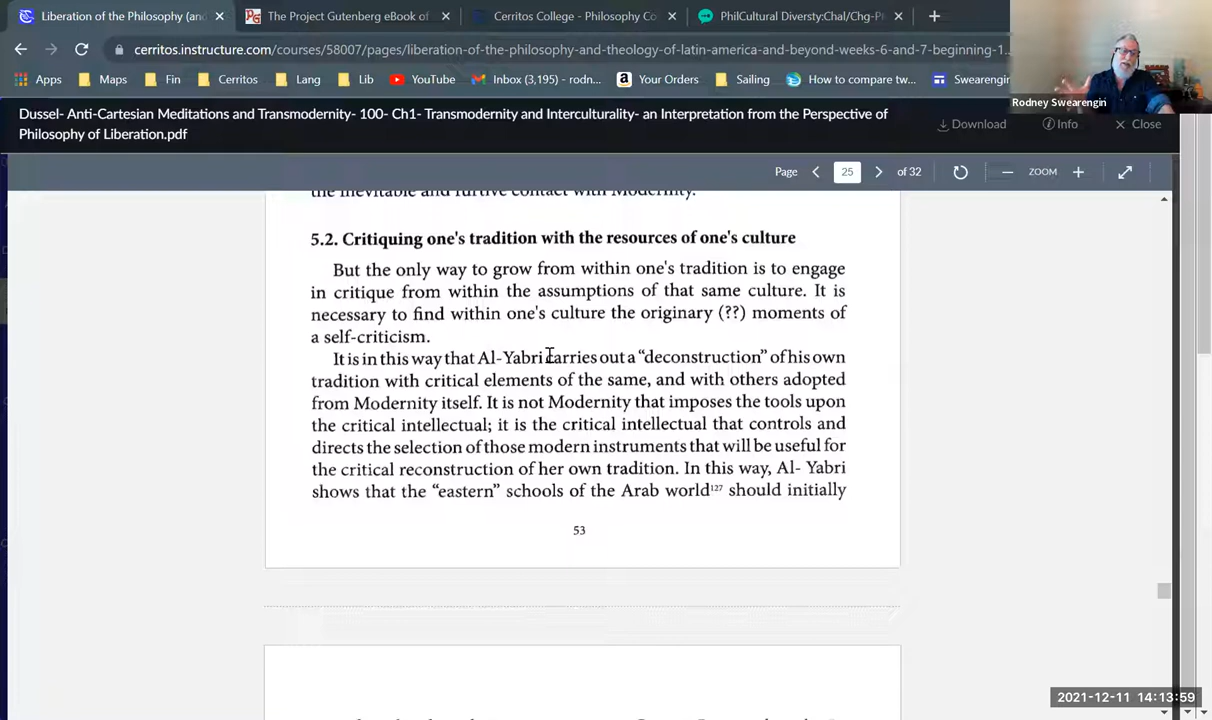 Liberation of the Philosophy (and
The Project Gutenberg eBook of
Cerritos College - Philosophy Co
PhilCultural Diversty:Chal/Chg-P
cerritos.instructure.com/courses/58007/pages/liberation-of-the-philosophy-and-theology-of-latin-america-and-beyond-weeks-6-and-7-beginning-1...
Apps Maps Fin Cerritos Lang Lib YouTube Inbox (3,195) - rodn... Your Orders Sailing How to compare tw... Swearengin
Rodney Swearengin
Dussel- Anti-Cartesian Meditations and Transmodernity- 100- Ch1- Transmodernity and Interculturality- an Interpretation from the Perspective of
Philosophy of Liberation.pdf
Download Info Close
Page 25 of 32 ZOOM
the inevitable and furtive contact with Modernity.
5.2. Critiquing one's tradition with the resources of one's culture
But the only way to grow from within one's tradition is to engage
in critique from within the assumptions of that same culture. It is
necessary to find within one's culture the originary (??) moments of
a self-criticism.
It is in this way that Al-Yabri carries out a “deconstruction” of his own
tradition with critical elements of the same, and with others adopted
from Modernity itself. It is not Modernity that imposes the tools upon
the critical intellectual; it is the critical intellectual that controls and
directs the selection of those modern instruments that will be useful for
the critical reconstruction of her own tradition. In this way, Al- Yabri
shows that the “eastern” schools of the Arab world127 should initially
53
2021-12-11 14:13:59